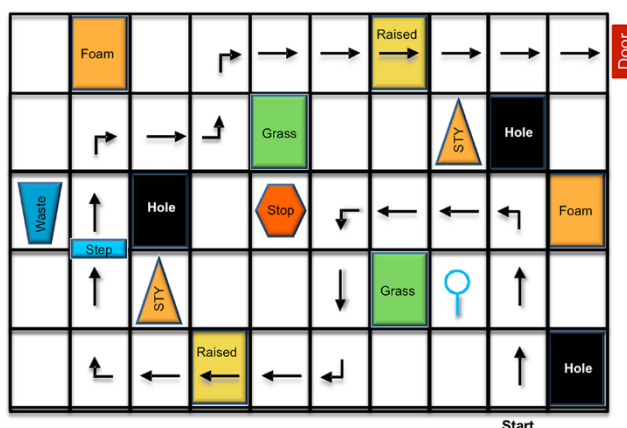 Foam
Raised
Door
Grass
STY
Hole
Waste
Hole
Stop
Foam
Step
STY
Grass
Raised
Hole
Start